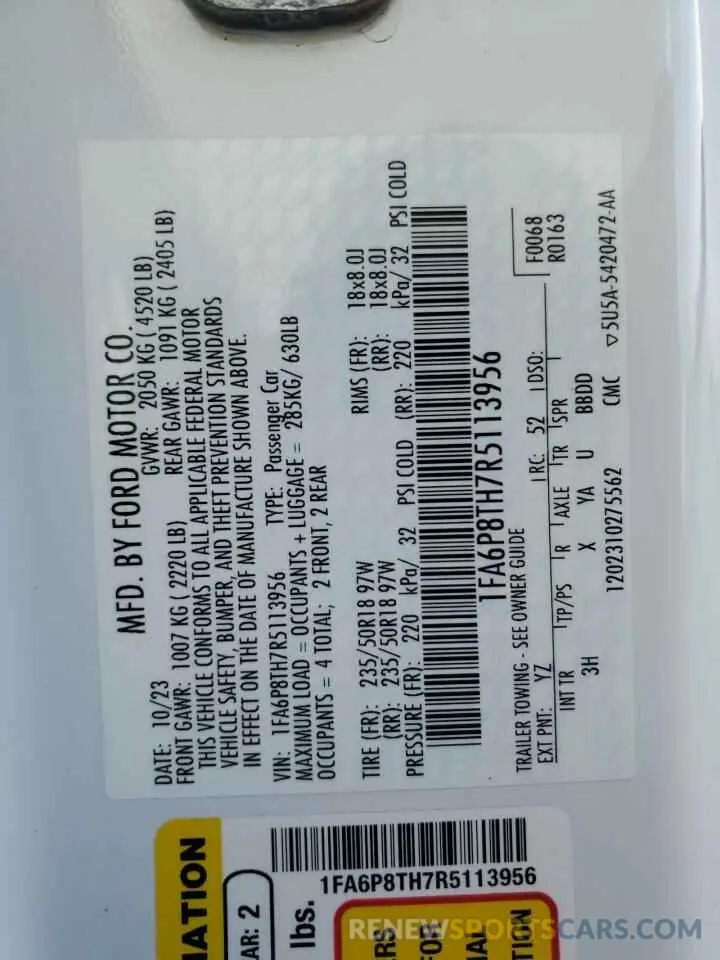 MFD. BY FORD MOTOR CO.
DATE: 10/23 GVWR: 2050 KG ( 4520 LB)
FRONT GAWR: 1007 KG ( 2220 LB) REAR GAWR: 1091 KG ( 2405 LB)
THIS VEHICLE CONFORMS TO ALL APPLICABLE FEDERAL MOTOR
VEHICLE SAFETY, BUMPER, AND THEFT PREVENTION STANDARDS
IN EFFECT ON THE DATE OF MANUFACTURE SHOWN ABOVE.
VIN: 1FA6P8TH7R5113956 TYPE: Passenger Car
MAXIMUM LOAD = OCCUPANTS + LUGGAGE = 285KG/ 630LB
OCCUPANTS = 4 TOTAL; 2 FRONT, 2 REAR
TIRE (FR): 235/50R18 97W RIMS (FR): 18x8.0J
(RR): 235/50R18 97W (RR): 18x8.0J
PRESSURE (FR): 220 kPa/ 32 PSI COLD (RR): 220 kPa/ 32 PSI COLD
1FA6P8TH7R5113956
TRAILER TOWING - SEE OWNER GUIDE F0068
EXT PNT: YZ RC: 52 DSO: R0163
INT TR TP/PS R AXLE TR SPR
3H X YA U BBDD
1202310275562 CMC ▽5U5A-5420472-AA
1FA6P8TH7R5113956
MATION
AR: 2
lbs.
RS
FOR
NAL
TION
RENEWSPORTSCARS.COM